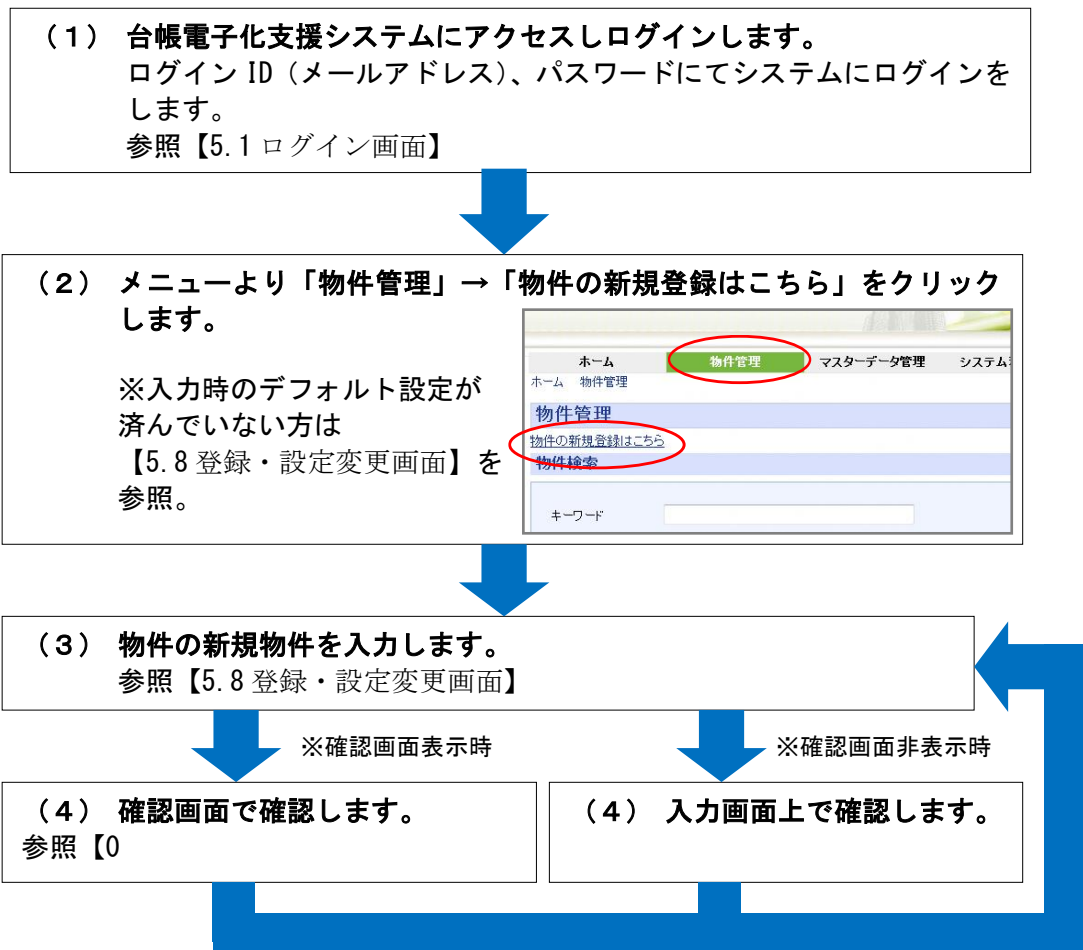 （１） 台帳電子化支援システムにアクセスしログインします。
ログイン ID（メールアドレス）、パスワードにてシステムにログインを
します。
参照【5.1 ログイン画面】
（２） メニューより「物件管理」→「物件の新規登録はこちら」をクリック
します。
※入力時のデフォルト設定が
済んでいない方は
【5.8 登録・設定変更画面】を
参照。
ホーム 物件管理 マスターデータ管理 システム
ホーム 物件管理
物件管理
物件の新規登録はこちら
物件検索
キーワード
（３） 物件の新規物件を入力します。
参照【5.8 登録・設定変更画面】
※確認画面表示時
※確認画面非表示時
（４） 確認画面で確認します。
参照【0
（４） 入力画面上で確認します。